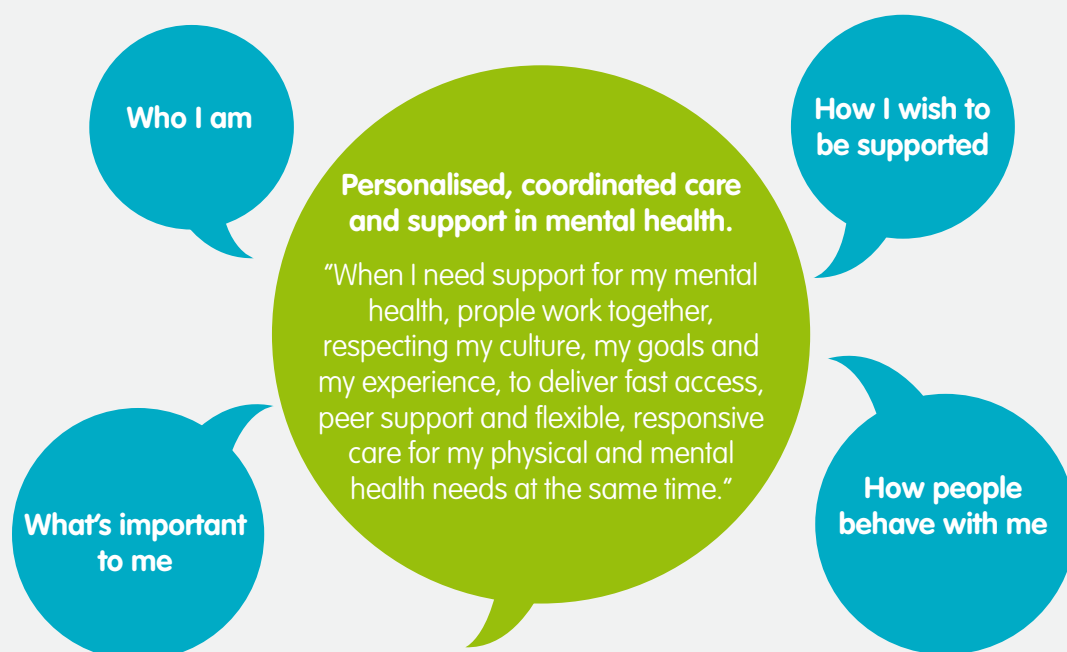 Who I am
How I wish to
be supported
Personalised, coordinated care
and support in mental health.
“When I need support for my mental
health, prople work together,
respecting my culture, my goals and
my experience, to deliver fast access,
peer support and flexible, responsive
care for my physical and mental
health needs at the same time.”
What's important
to me
How people
behave with me